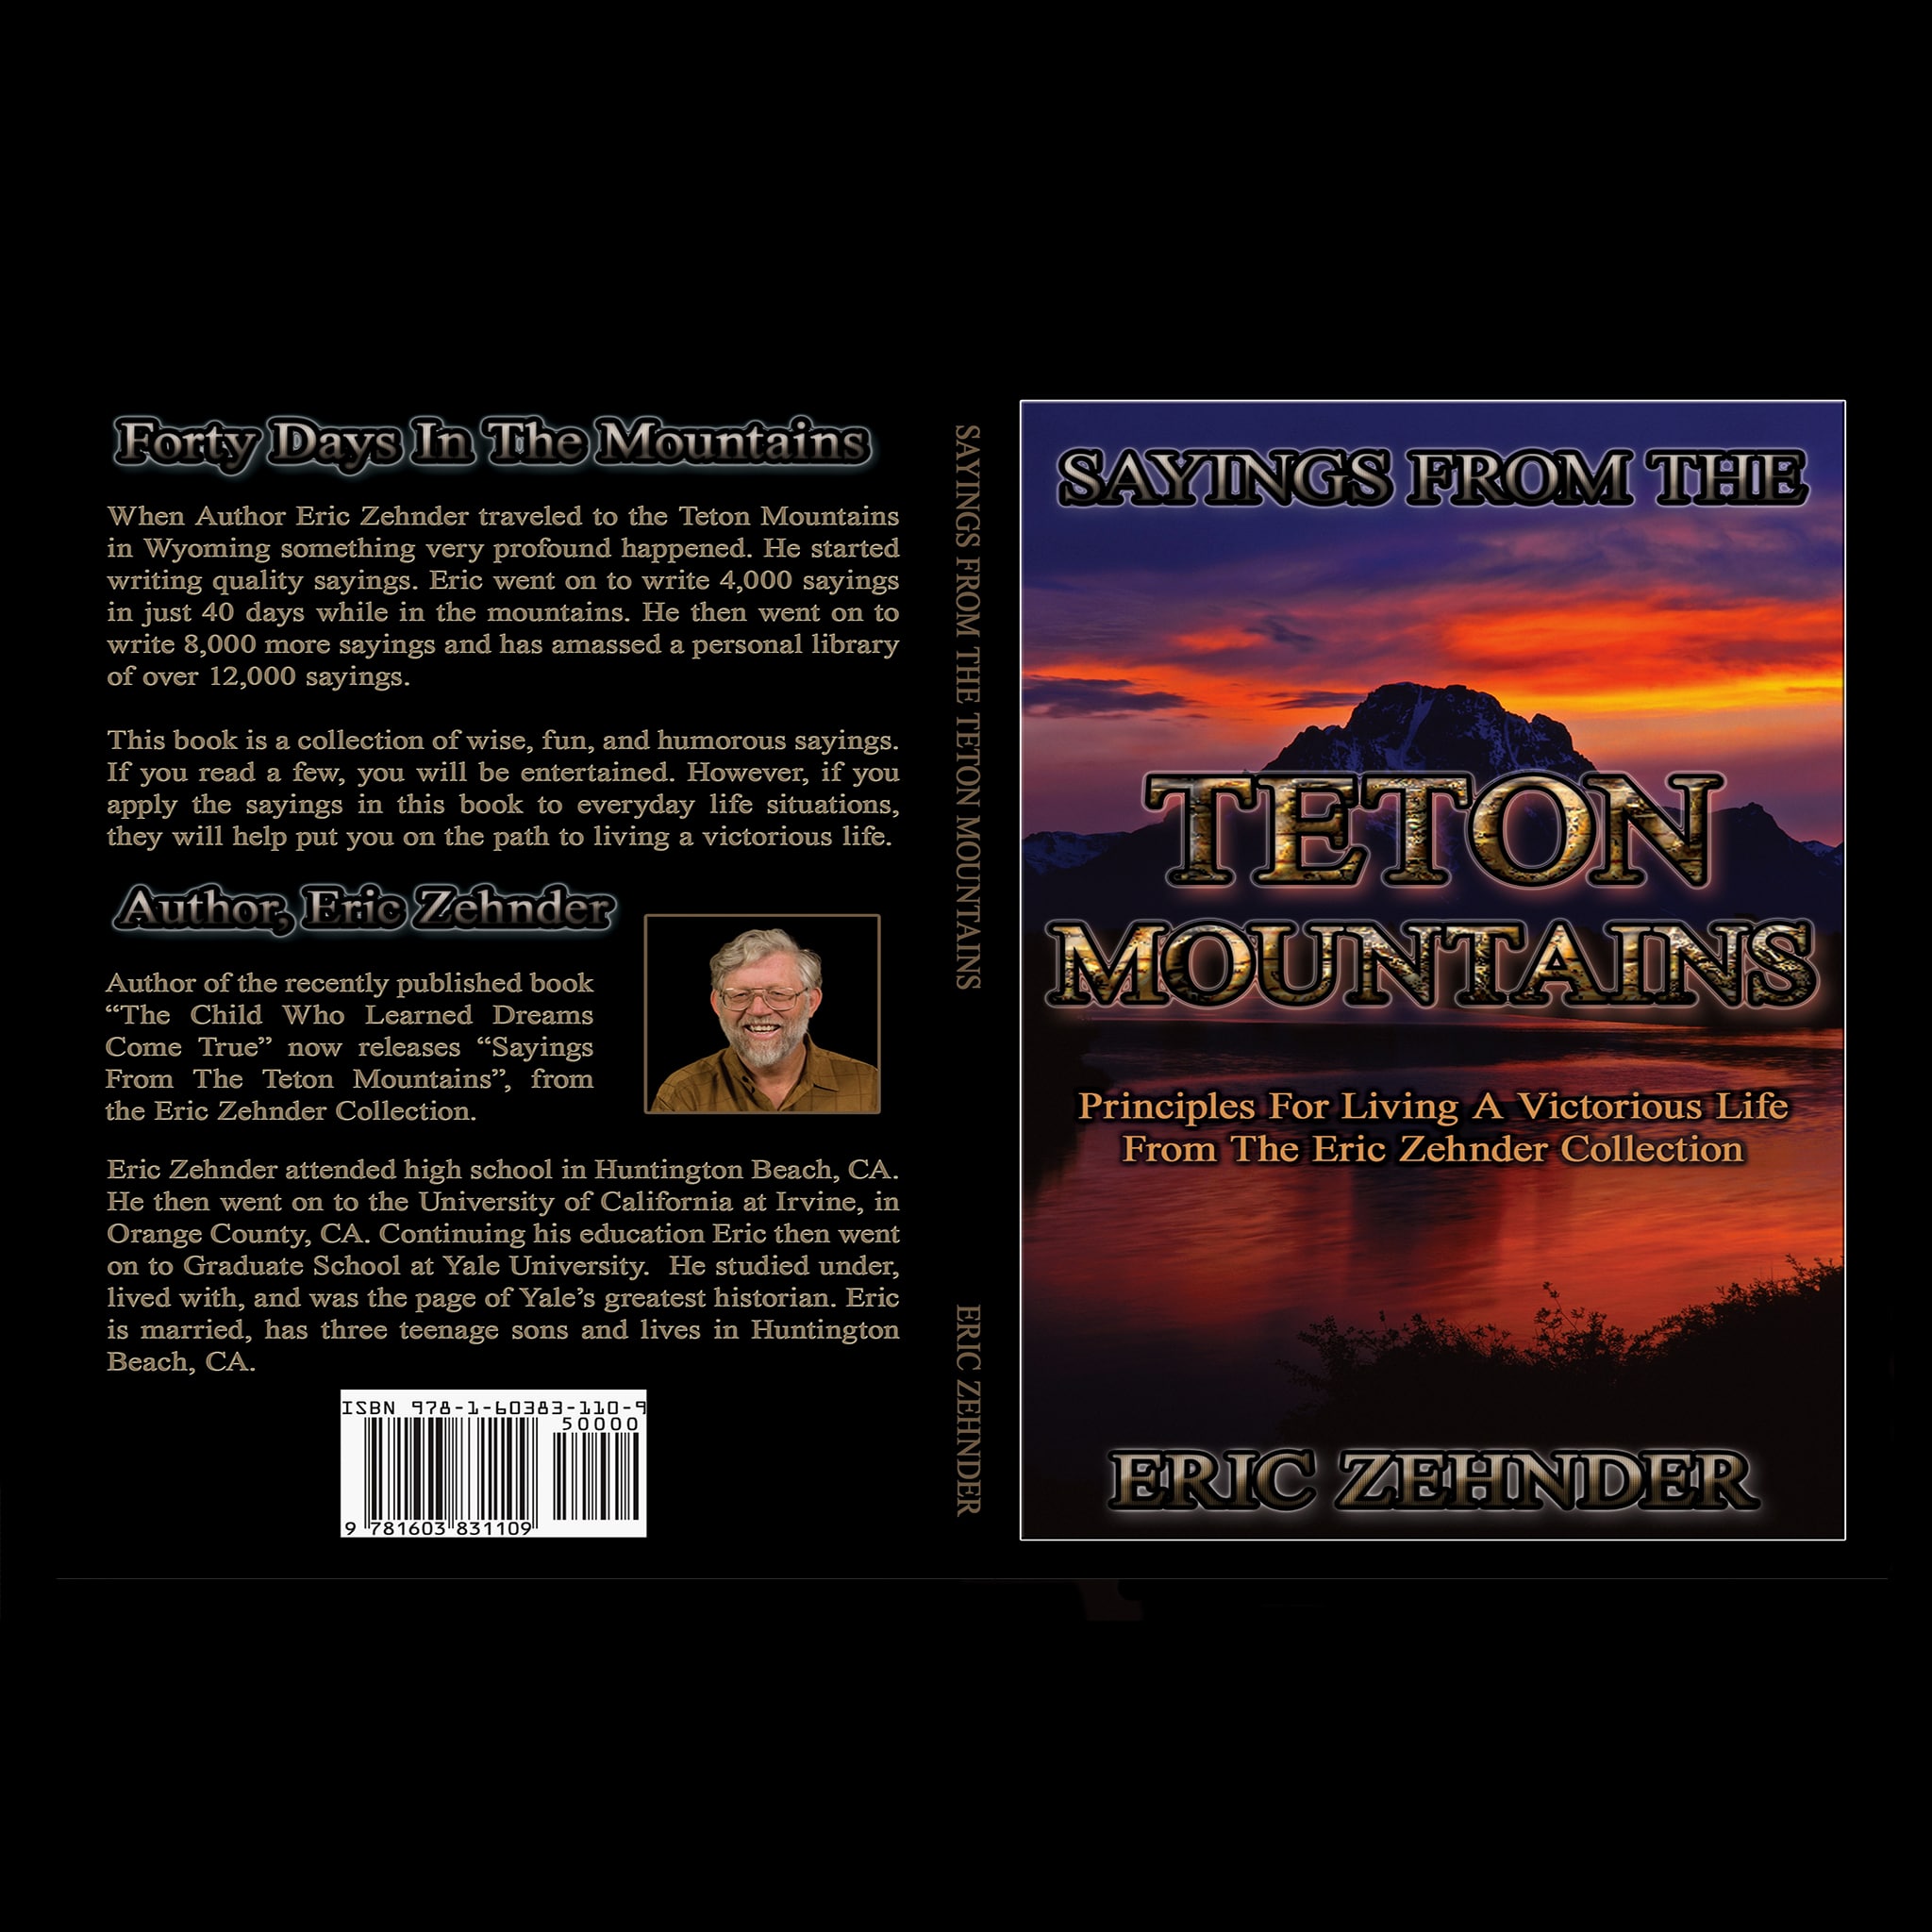 Forty Days In The Mountains
When Author Eric Zehnder traveled to the Teton Mountains
in Wyoming something very profound happened. He started
writing quality sayings. Eric went on to write 4,000 sayings
in just 40 days while in the mountains. He then went on to
write 8,000 more sayings and has amassed a personal library
of over 12,000 sayings.
This book is a collection of wise, fun, and humorous sayings.
If you read a few, you will be entertained. However, if you
apply the sayings in this book to everyday life situations,
they will help put you on the path to living a victorious life.
Author, Eric Zehnder
Author of the recently published book
“The Child Who Learned Dreams
Come True” now releases “Sayings
From The Teton Mountains”, from
the Eric Zehnder Collection.
Eric Zehnder attended high school in Huntington Beach, CA.
He then went on to the University of California at Irvine, in
Orange County, CA. Continuing his education Eric then went
on to Graduate School at Yale University.  He studied under,
lived with, and was the page of Yale’s greatest historian. Eric
is married, has three teenage sons and lives in Huntington
Beach, CA.
ISBN 978-1-60383-110-9
50000
9 781603 831109
SAYINGS FROM THE TETON MOUNTAINS
ERIC ZEHNDER
SAYINGS FROM THE
TETON
MOUNTAINS
Principles For Living A Victorious Life
From The Eric Zehnder Collection
ERIC ZEHNDER